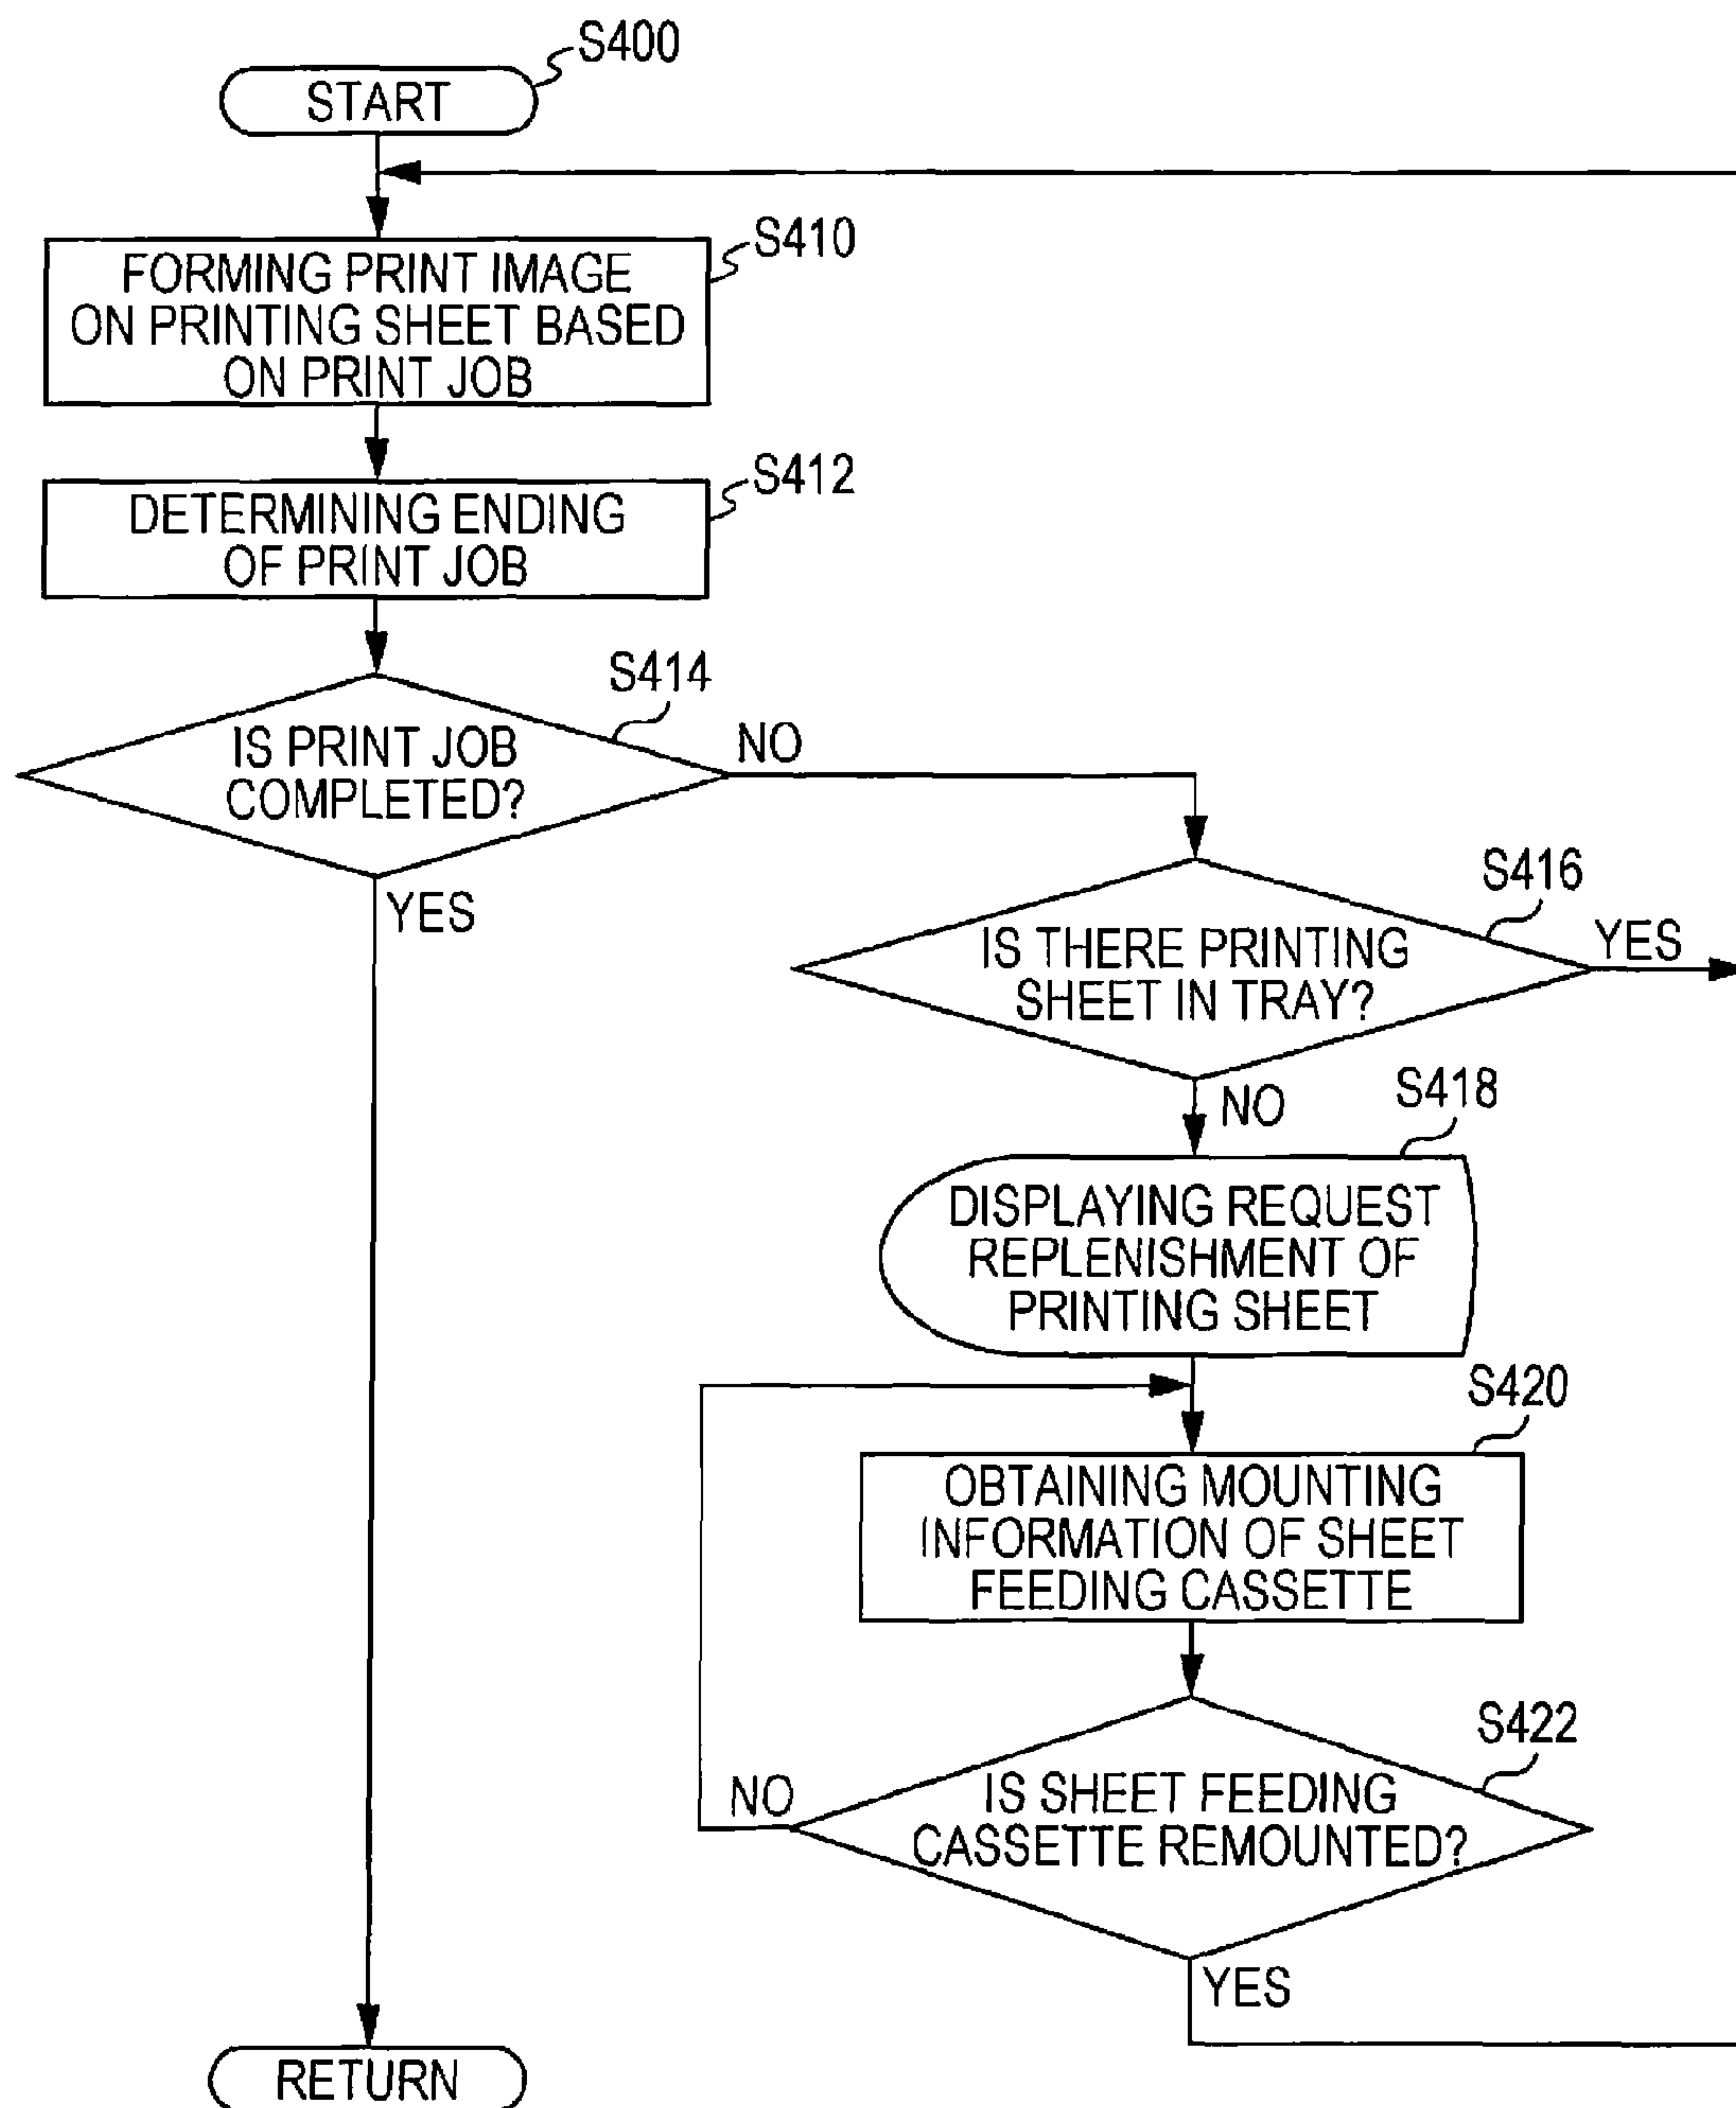 S400
START
S410
FORMING PRINT IMAGE
ON PRINTING SHEET BASED
ON PRINT JOB
S412
DETERMINING ENDING
OF PRINT JOB
S414
IS PRINT JOB
COMPLETED?
NO
YES
S416
IS THERE PRINTING
SHEET IN TRAY?
YES
NO
S418
DISPLAYING REQUEST
REPLENISHMENT OF
PRINTING SHEET
S420
OBTAINING MOUNTING
INFORMATION OF SHEET
FEEDING CASSETTE
S422
IS SHEET FEEDING
CASSETTE REMOUNTED?
NO
YES
RETURN